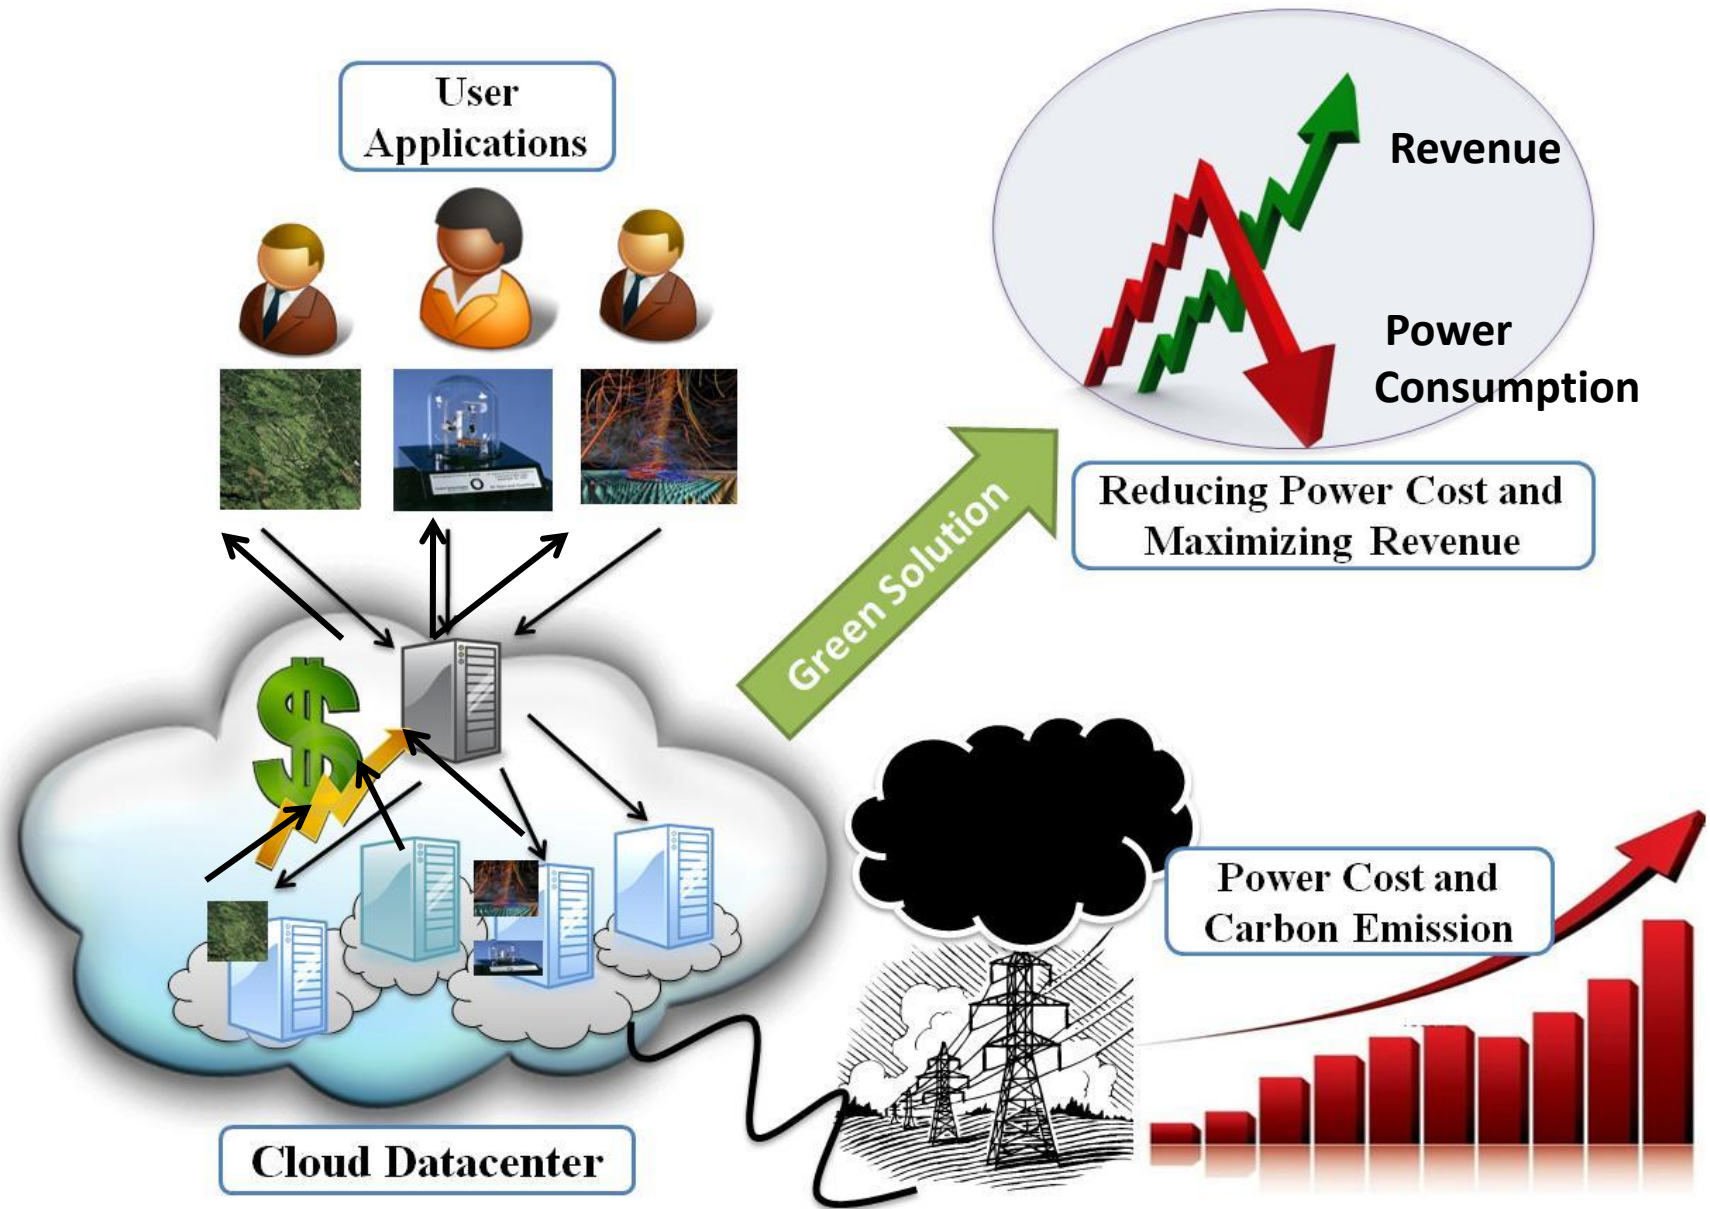 User
Applications
Revenue
Power
Consumption
Reducing Power Cost and
Maximizing Revenue
Green Solution
$
Power Cost and
Carbon Emission
Cloud Datacenter